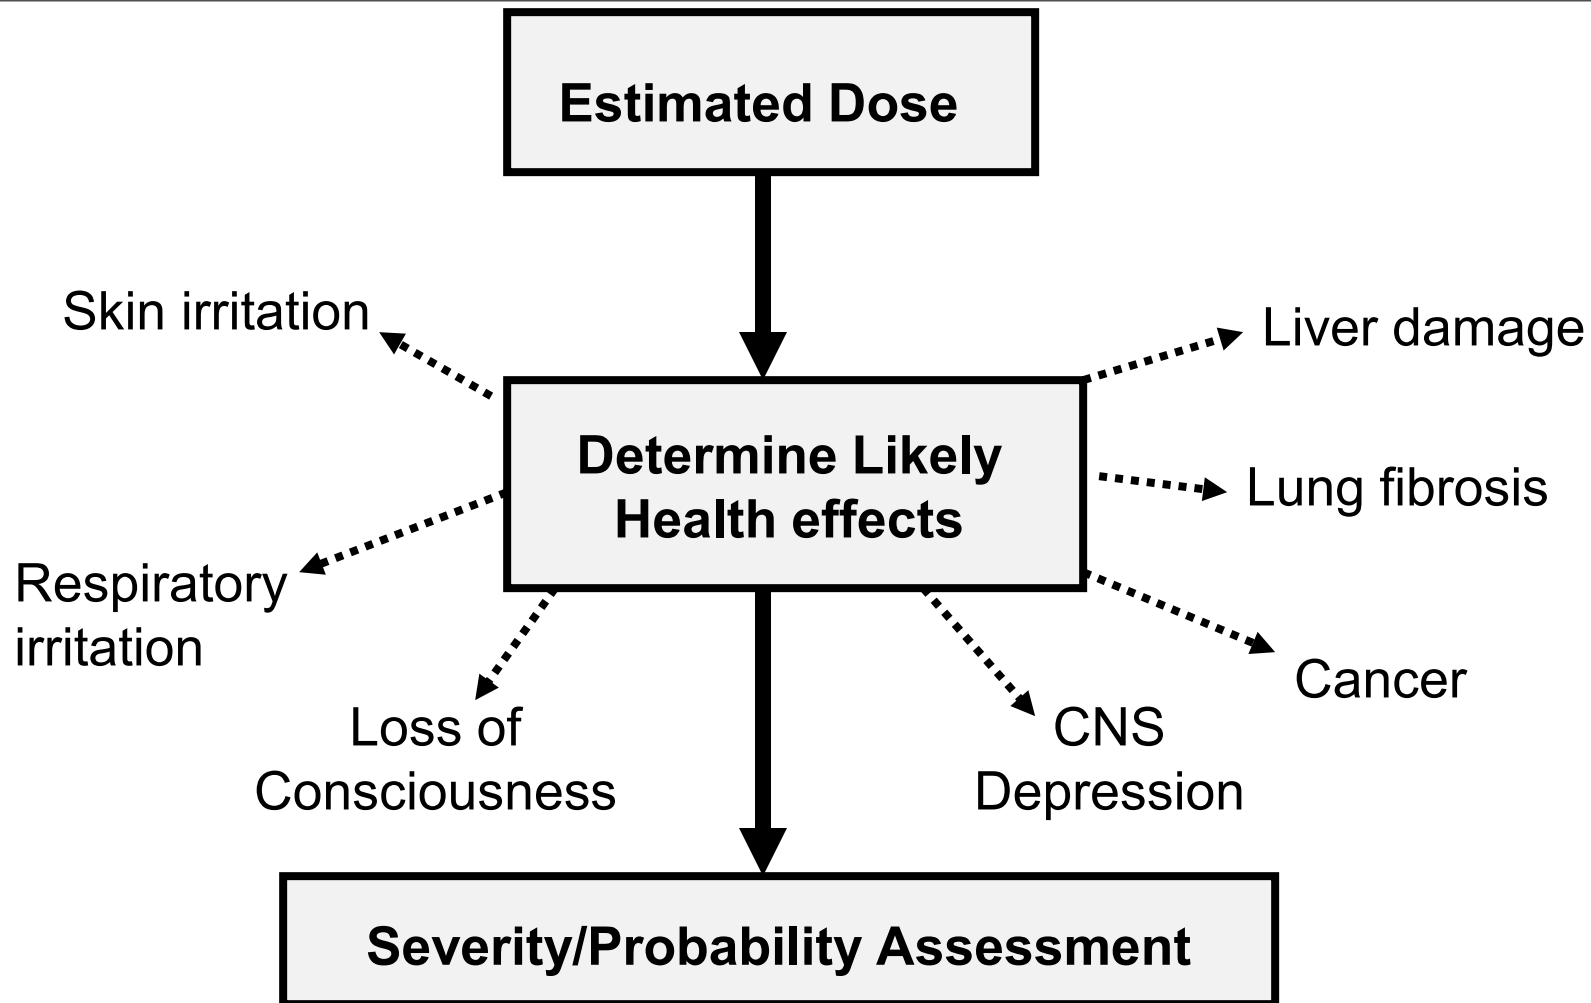 Estimated Dose
Skin irritation
Liver damage
Determine Likely
Health effects
Lung fibrosis
Respiratory
irritation
Cancer
Loss of
Consciousness
CNS
Depression
Severity/Probability Assessment